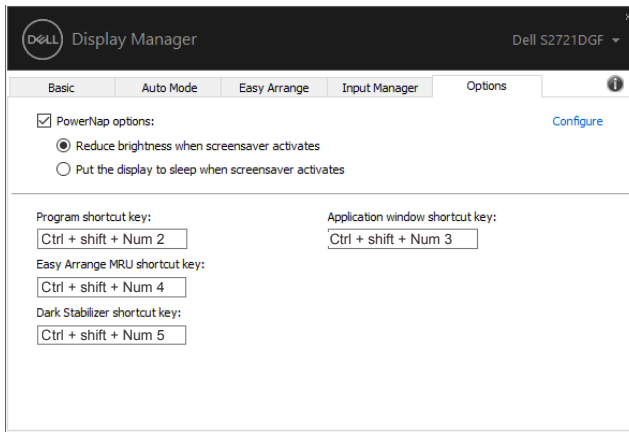 DELL Display Manager
Dell S2721DGF
Basic Auto Mode Easy Arrange Input Manager Options
PowerNap options: Configure
Reduce brightness when screensaver activates
Put the display to sleep when screensaver activates
Program shortcut key: Application window shortcut key:
Ctrl + shift + Num 2 Ctrl + shift + Num 3
Easy Arrange MRU shortcut key:
Ctrl + shift + Num 4
Dark Stabilizer shortcut key:
Ctrl + shift + Num 5